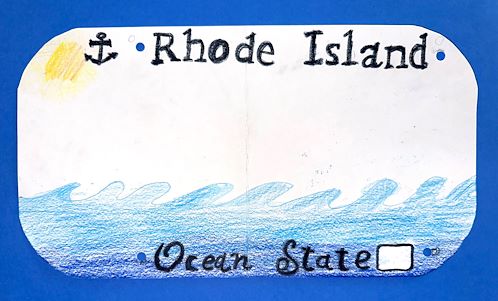 Rhode Island
Ocean State